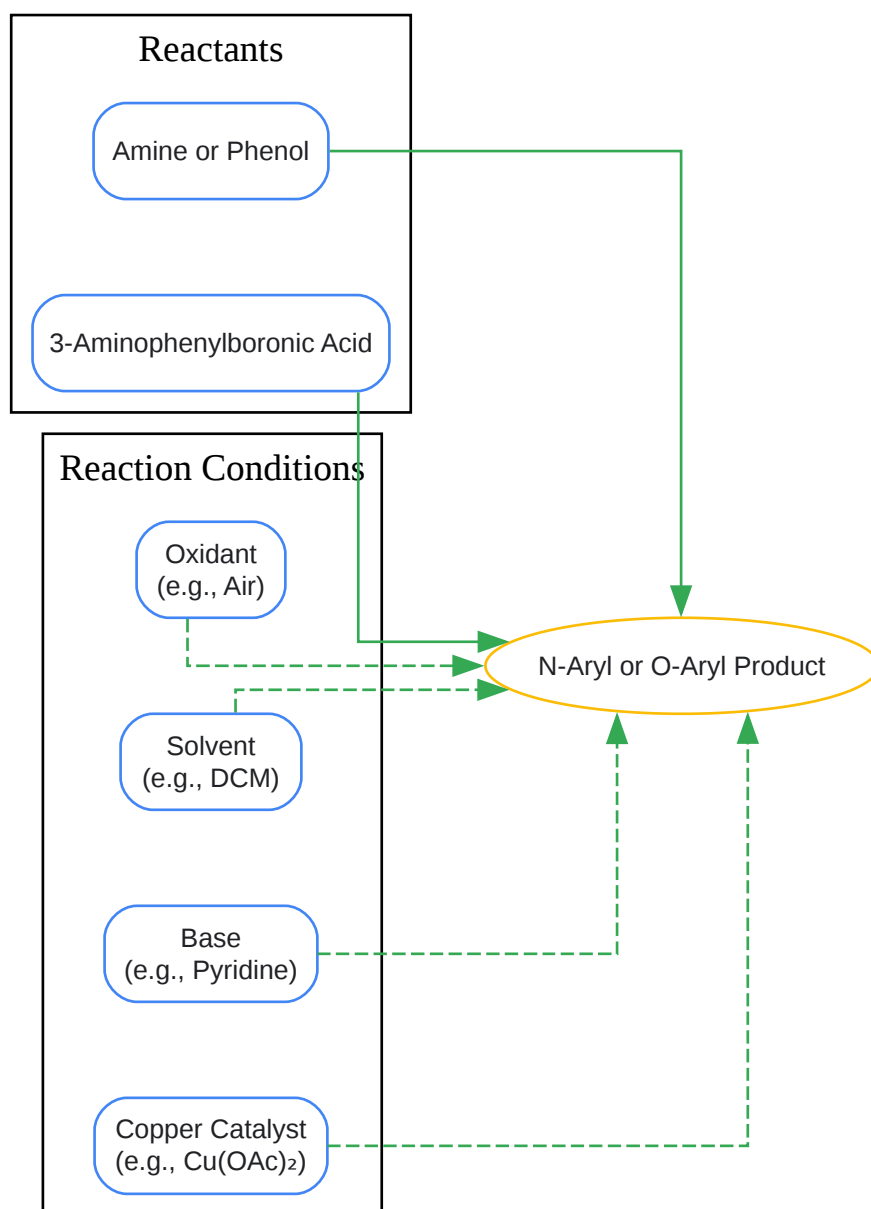 Reactants
Amine or Phenol
3-Aminophenylboronic Acid
Reaction Conditions
Oxidant
(e.g., Air)
N-Aryl or O-Aryl Product
Solvent
(e.g., DCM)
Base
(e.g., Pyridine)
Copper Catalyst
(e.g., Cu(OAc)₂)